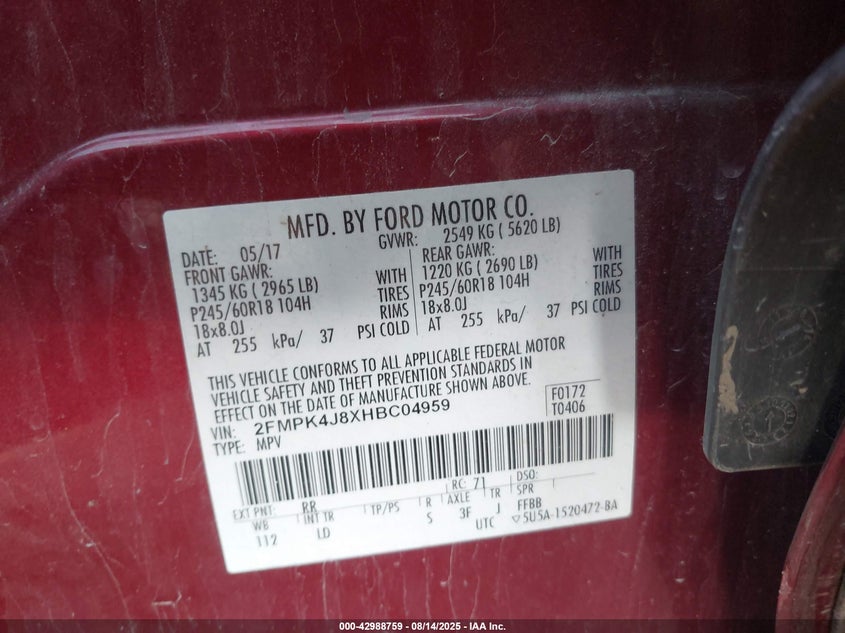 MFD. BY FORD MOTOR CO.
DATE: 05/17 GVWR: 2549 KG ( 5620 LB)
FRONT GAWR: REAR GAWR:
1345 KG ( 2965 LB) WITH 1220 KG ( 2690 LB) WITH
P245/60R18 104H TIRES P245/60R18 104H TIRES
18x8.0J RIMS 18x8.0J RIMS
AT 255 kPa/ 37 PSI COLD AT 255 kPa/ 37 PSI COLD
THIS VEHICLE CONFORMS TO ALL APPLICABLE FEDERAL MOTOR
VEHICLE SAFETY AND THEFT PREVENTION STANDARDS IN
EFFECT ON THE DATE OF MANUFACTURE SHOWN ABOVE.
VIN: 2FMPK4J8XHBC04959 F0172
TYPE: MPV T0406
EXT PNT: RR RC: 71 DSO:
WB INT TR TP/PS R AXLE TR SPR
112 LD S 3F J FFBB
UTC ▽5U5A-1520472-BA
000-42988759 - 08/14/2025 - IAA Inc.